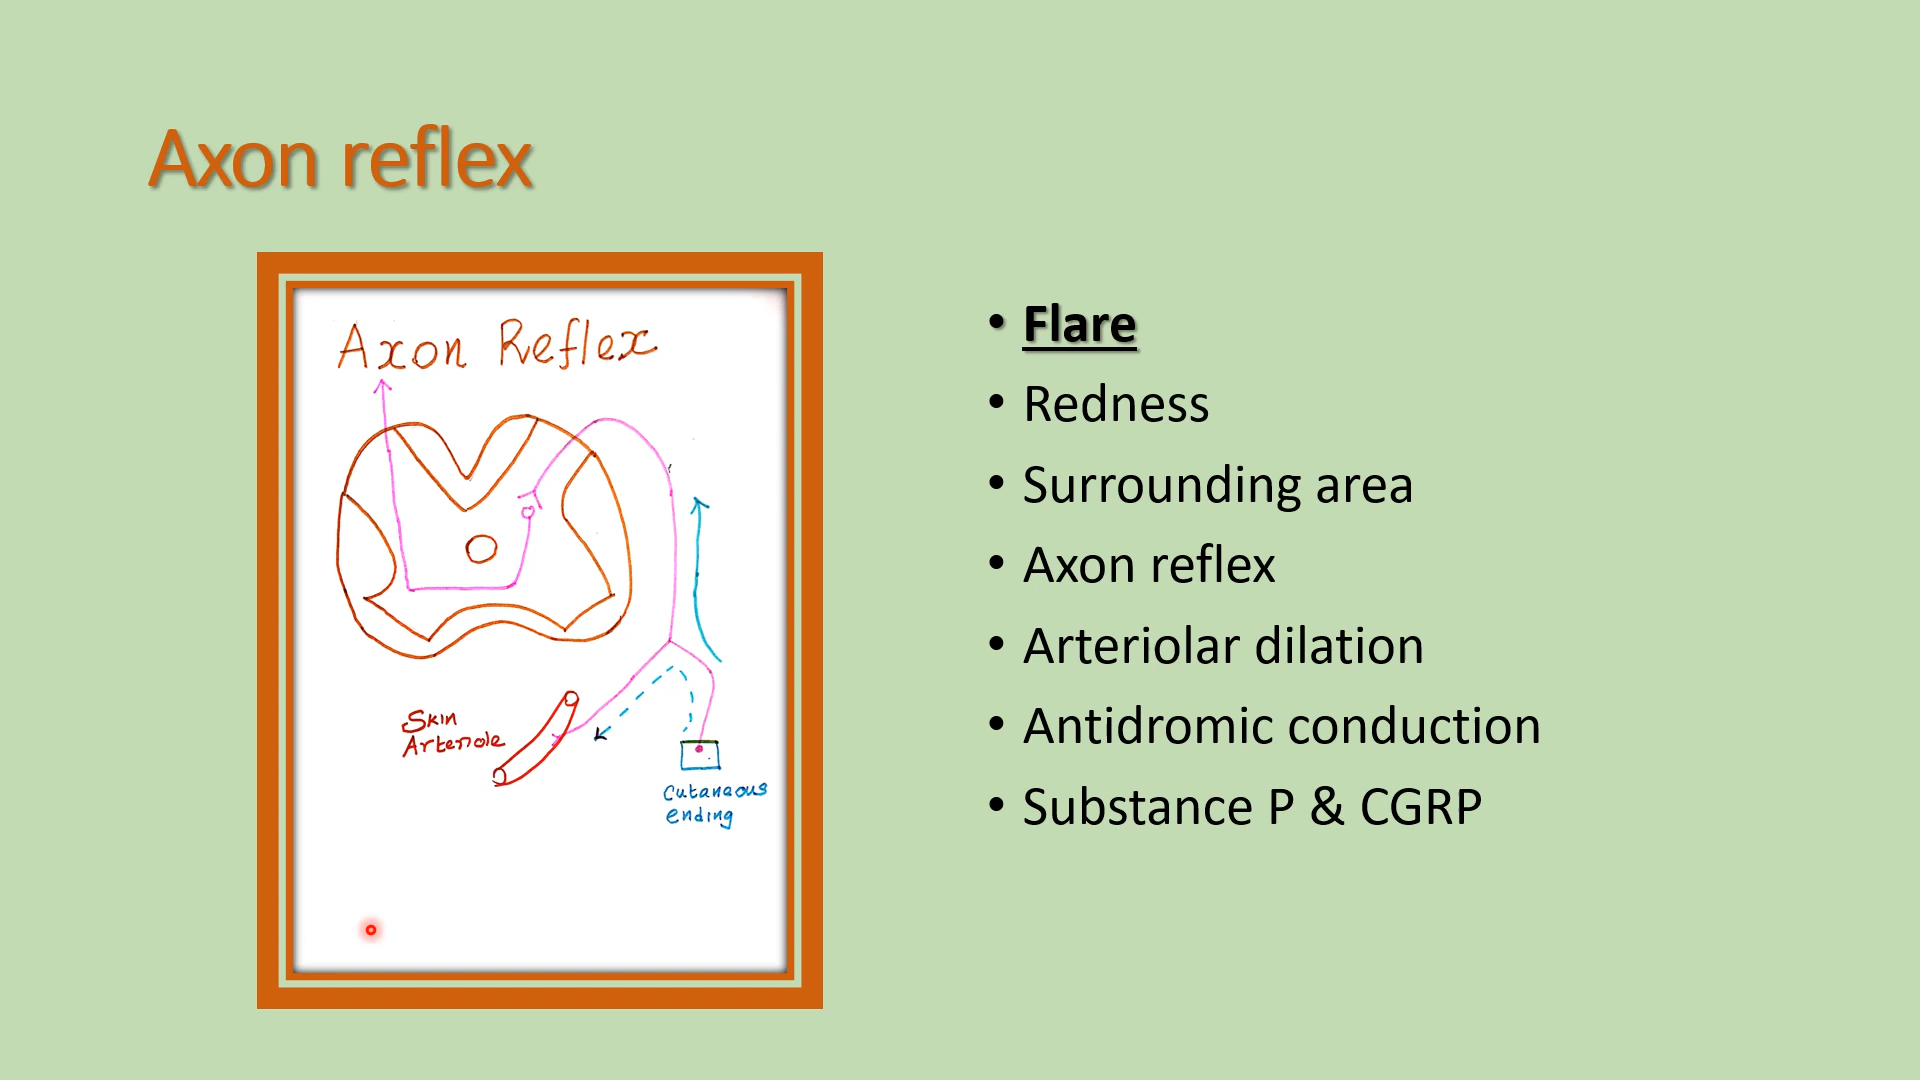 Axon reflex
Axon Reflex
Skin
Arteriole
Cutaneous
ending
• Flare
• Redness
• Surrounding area
• Axon reflex
• Arteriolar dilation
• Antidromic conduction
• Substance P & CGRP